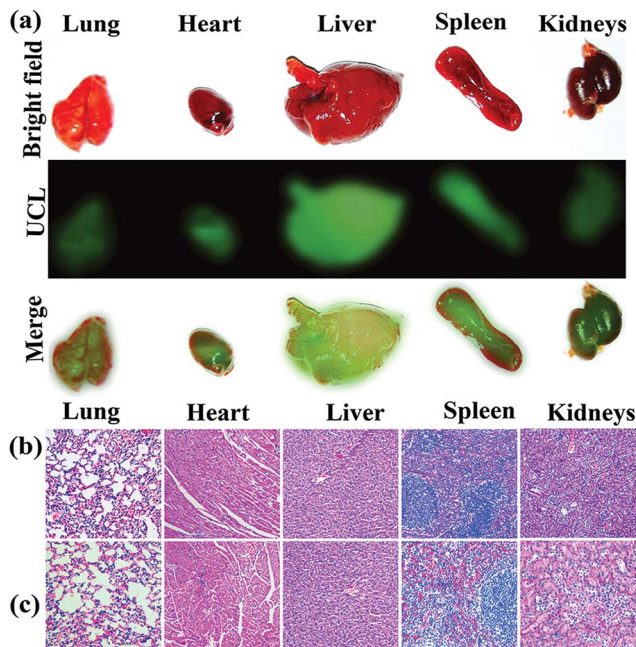 (a) Lung Heart Liver Spleen Kidneys
Bright field
UCL
Merge
Lung Heart Liver Spleen Kidneys
(b)
(c)